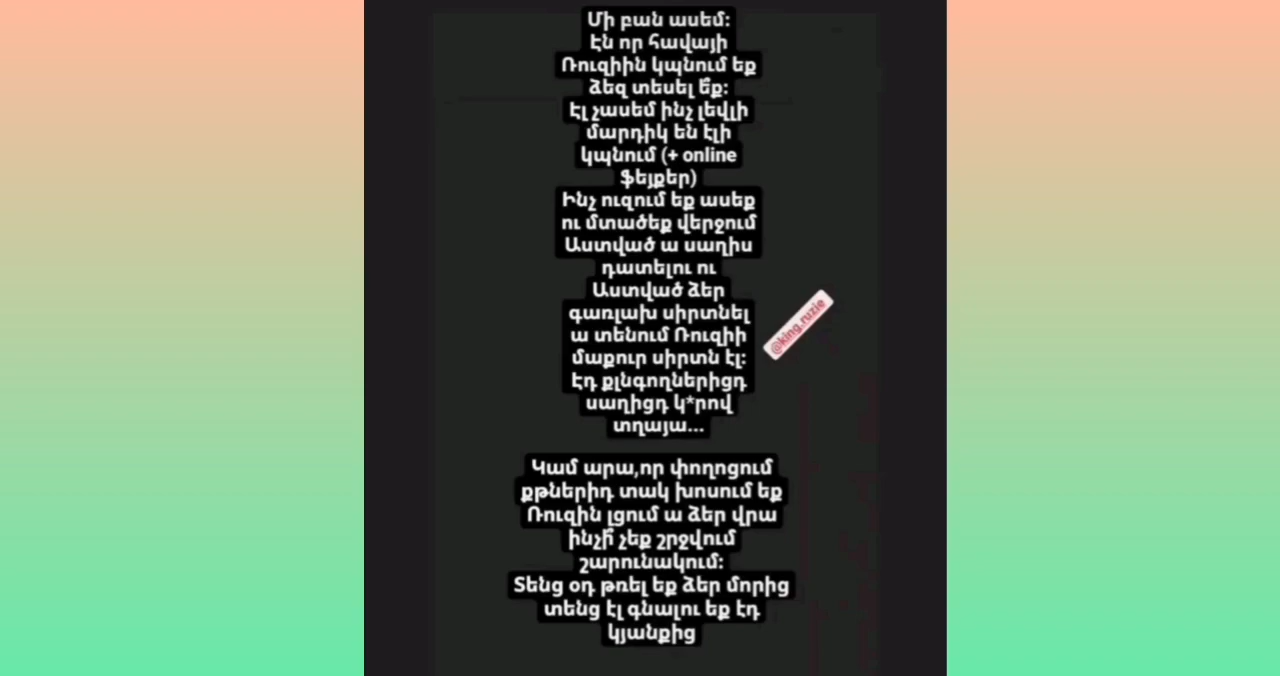 Մի բան ասեմ:
Էն որ հավայի
Ռուզիին կպնում եք
ձեզ տեսել ե՞ք:
Էլ չասեմ ինչ լեվլի
մարդիկ են էլի
կպնում (+ online
ֆեյքեր)
Ինչ ուզում եք ասեք
ու մտածեք վերջում
Աստված ա սաղիս
դատելու ու
Աստված ձեր
գառլախ սիրտնել
ա տենում Ռուզիի
մաքուր սիրտն էլ:
Էդ քլնգողներիցդ
սաղիցդ կ*րով
տղայա...
@king.ruzie
Կամ արա,որ փողոցում
քթներիդ տակ խոսում եք
Ռուզին լցում ա ձեր վրա
ինչի՞ չեք շրջվում
շարունակում:
Տենց օդ թռել եք ձեր մորից
տենց էլ գնալու եք էդ
կյանքից